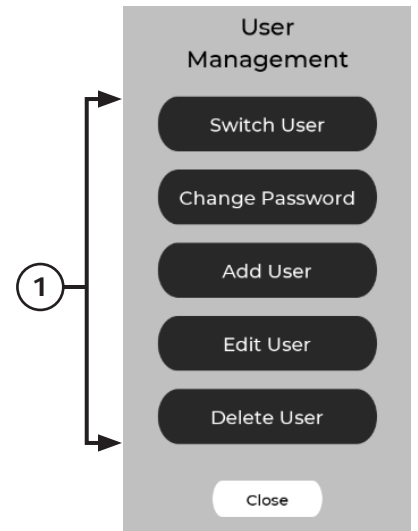 User
Management
Switch User
Change Password
Add User
1
Edit User
Delete User
Close